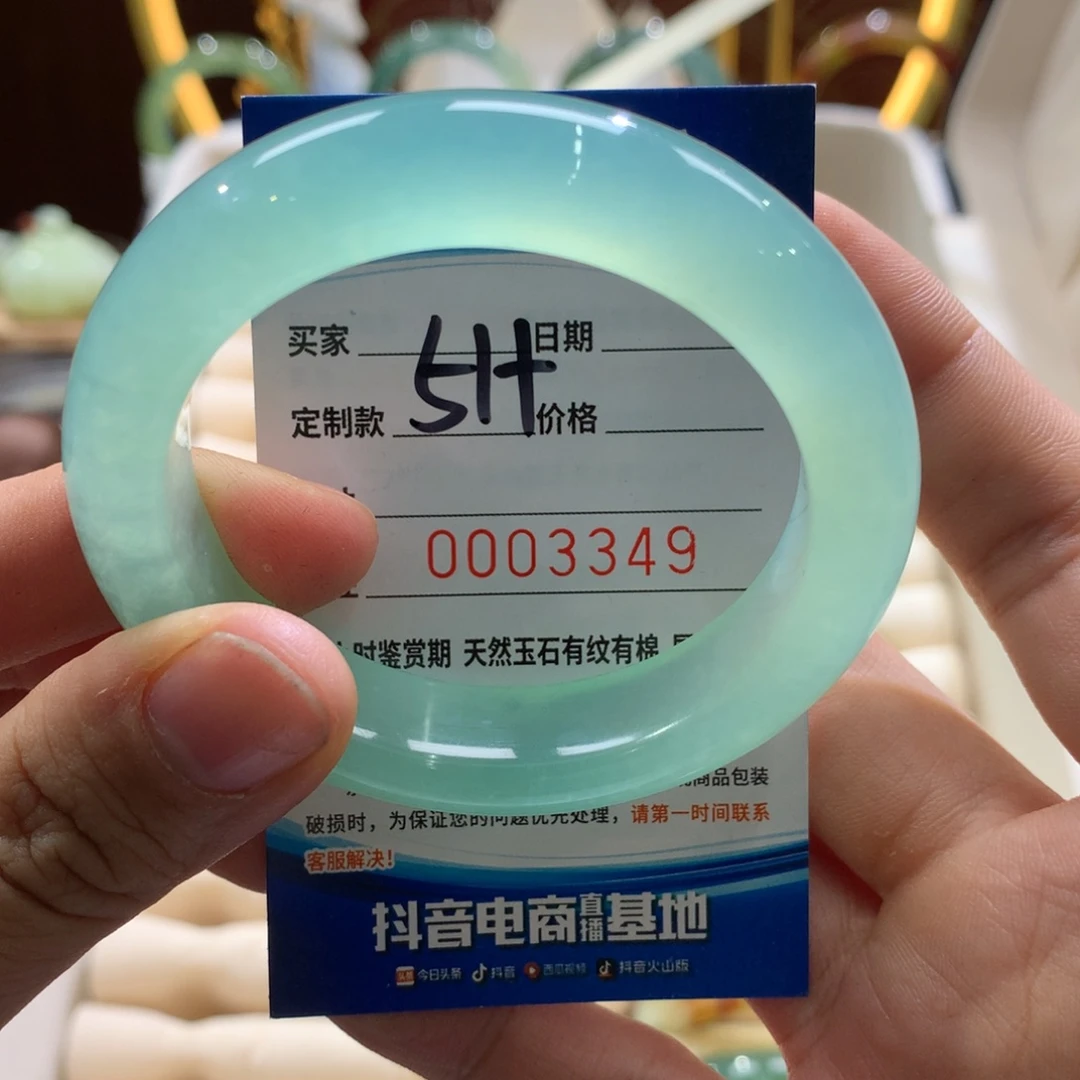 买家 日期
5H
定制款 价格
0003349
时鉴赏期 天然玉石有纹有棉
商品包装
破损时，为保证您的问题优先处理，请第一时间联系
客服解决！
抖音电商直播基地
头条 今日头条 抖音 西瓜视频 抖音火山版